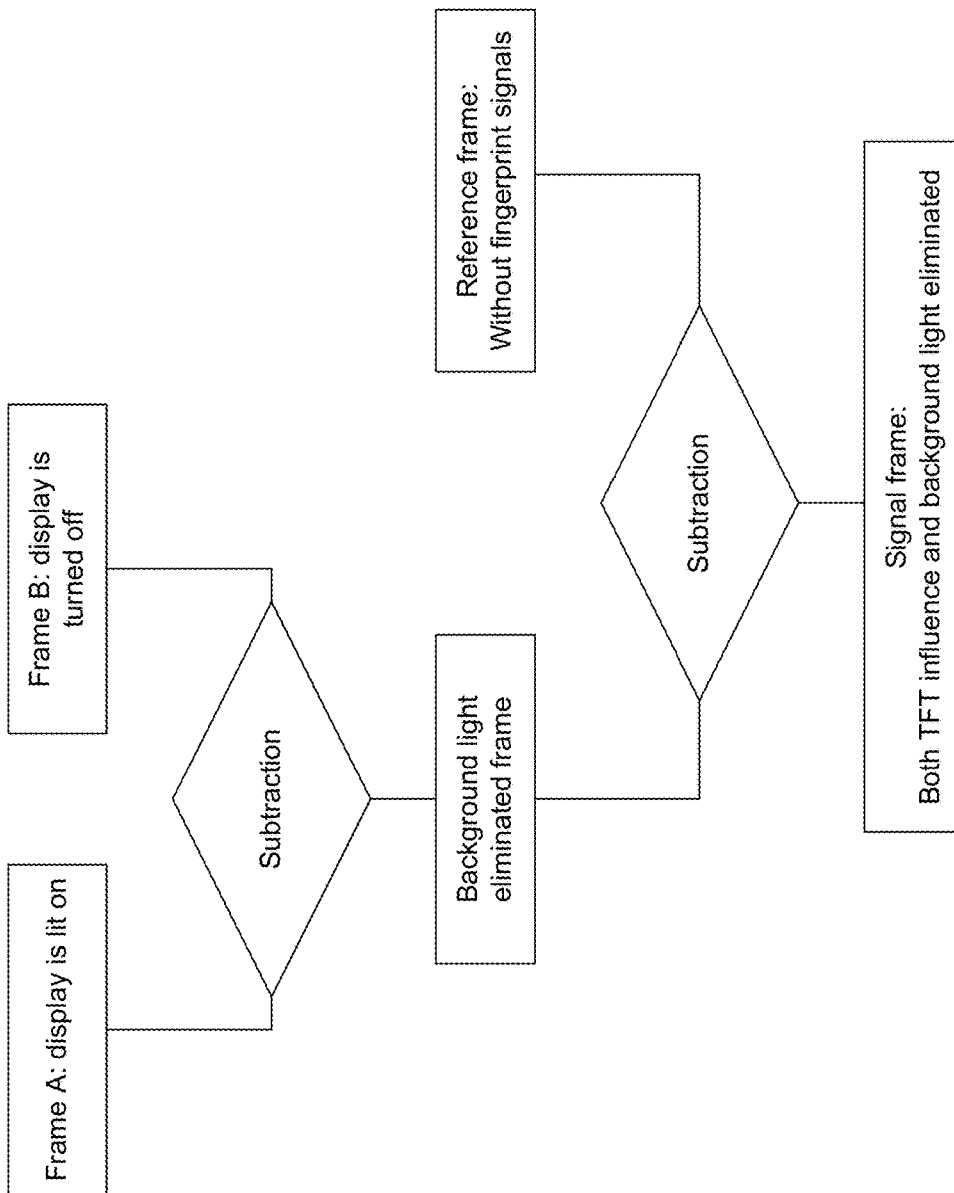 Frame A: display is lit on
Frame B: display is
turned off
Subtraction
Background light
eliminated frame
Reference frame:
Without fingerprint signals
Subtraction
Signal frame:
Both TFT influence and background light eliminated